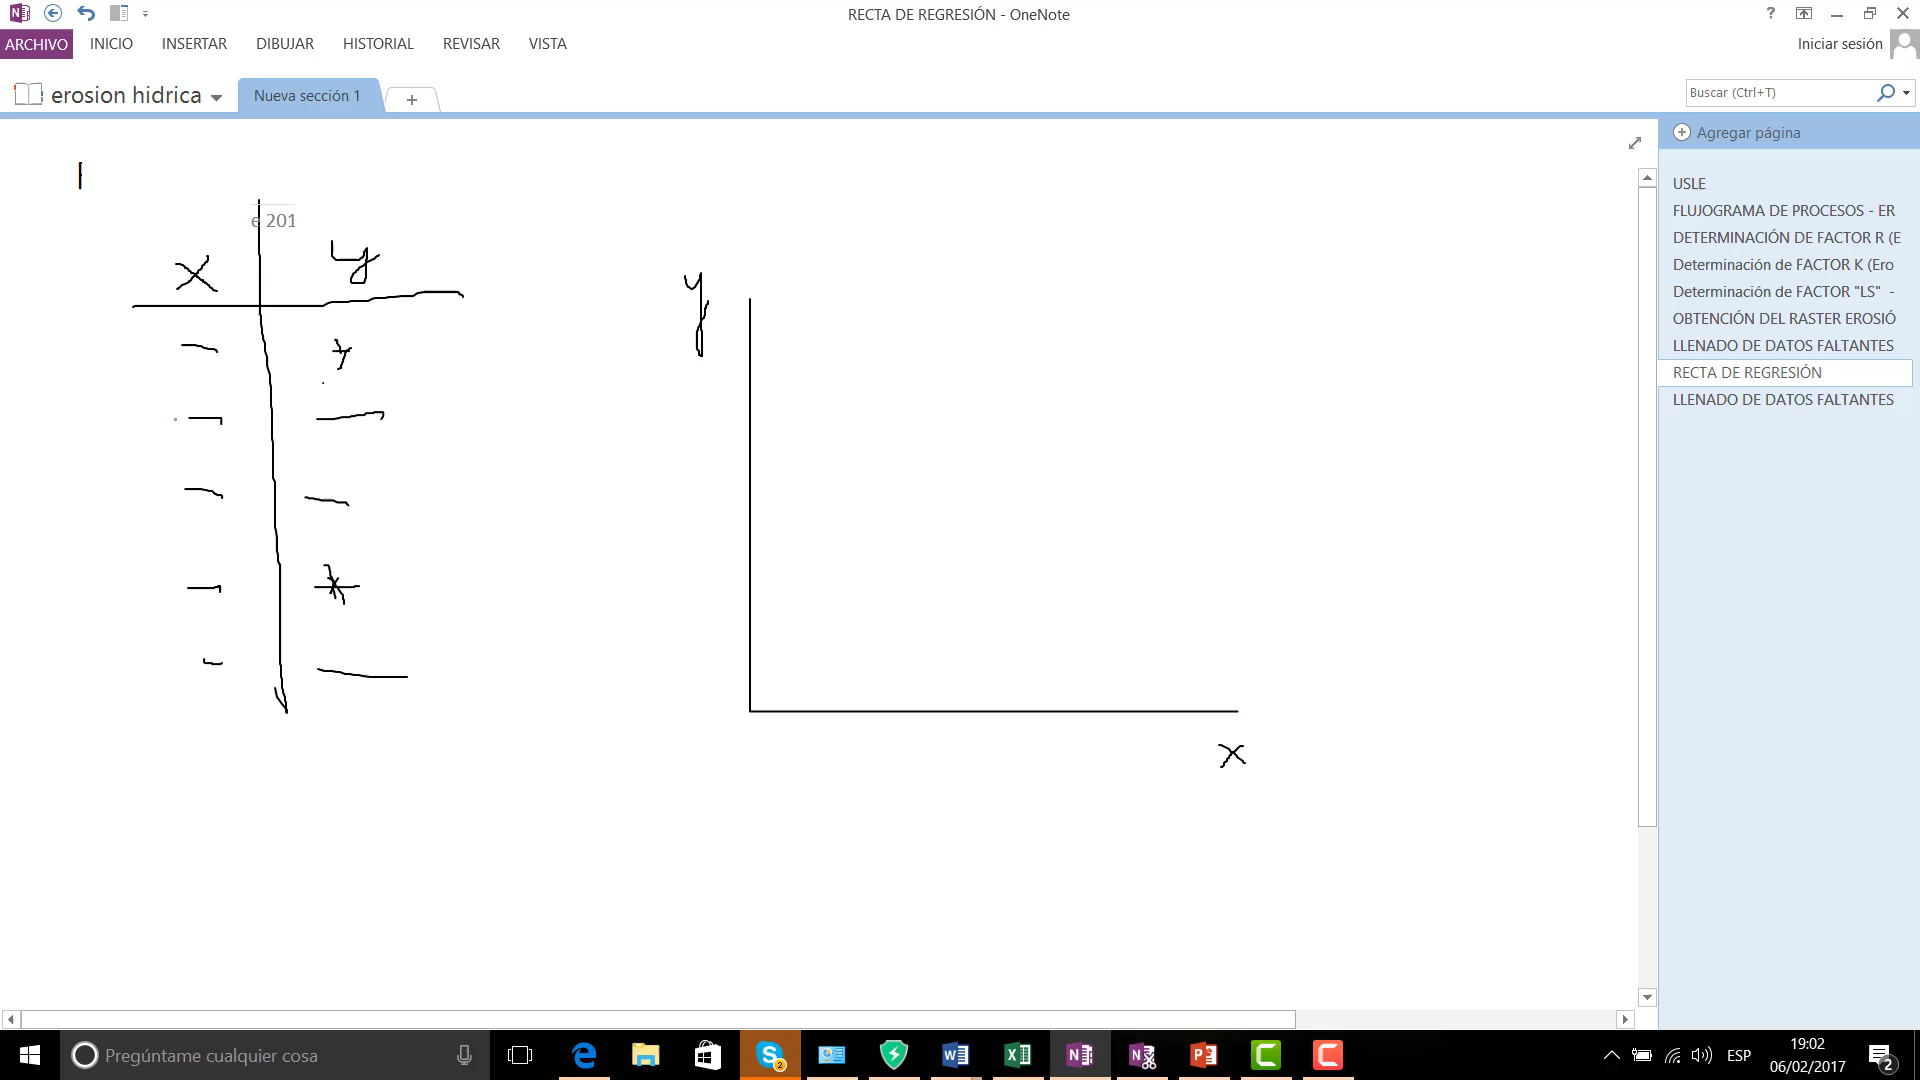 RECTA DE REGRESIÓN - OneNote
?
ARCHIVO INICIO INSERTAR DIBUJAR HISTORIAL REVISAR VISTA
Iniciar sesión
erosion hidrica
Nueva sección 1
+
Buscar (Ctrl+T)
Agregar página
USLE
FLUJOGRAMA DE PROCESOS - ER
DETERMINACIÓN DE FACTOR R (E
Determinación de FACTOR K (Ero
Determinación de FACTOR "LS" -
OBTENCIÓN DEL RASTER EROSIÓ
LLENADO DE DATOS FALTANTES
RECTA DE REGRESIÓN
LLENADO DE DATOS FALTANTES
e 201
x y
y
x
Pregúntame cualquier cosa
2
ESP
19:02
06/02/2017
2